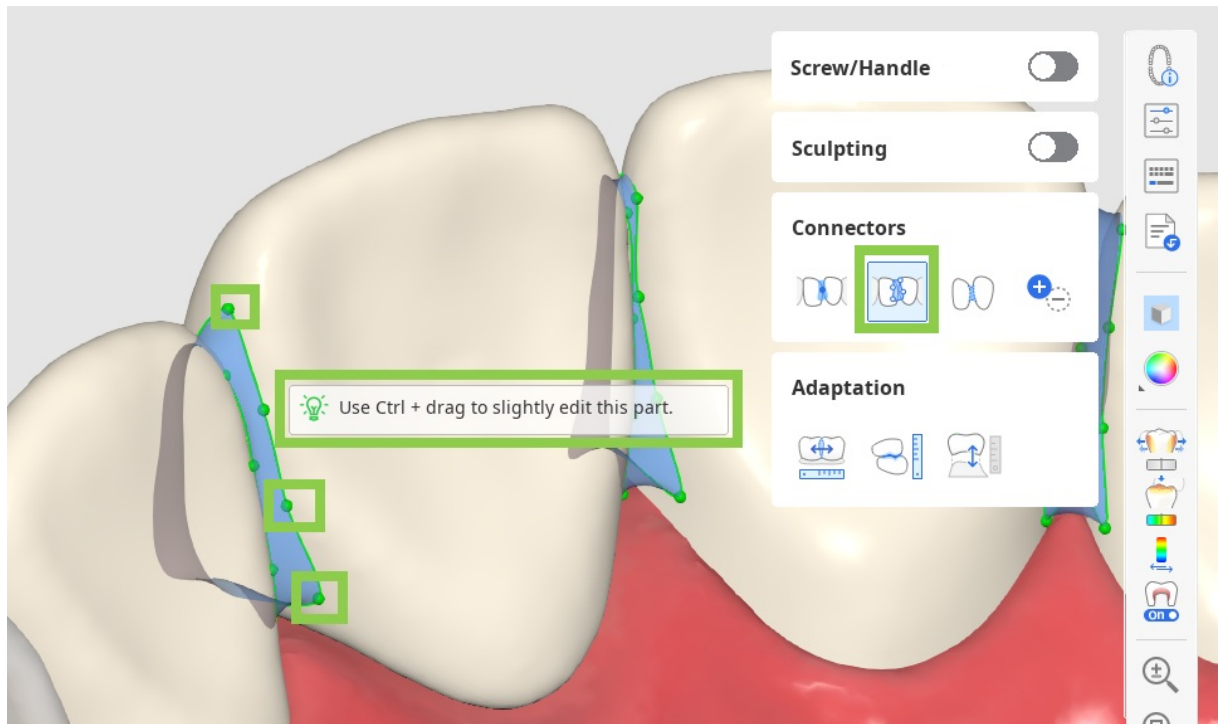 Screw/Handle
Sculpting
Connectors
Use Ctrl + drag to slightly edit this part.
Adaptation
On